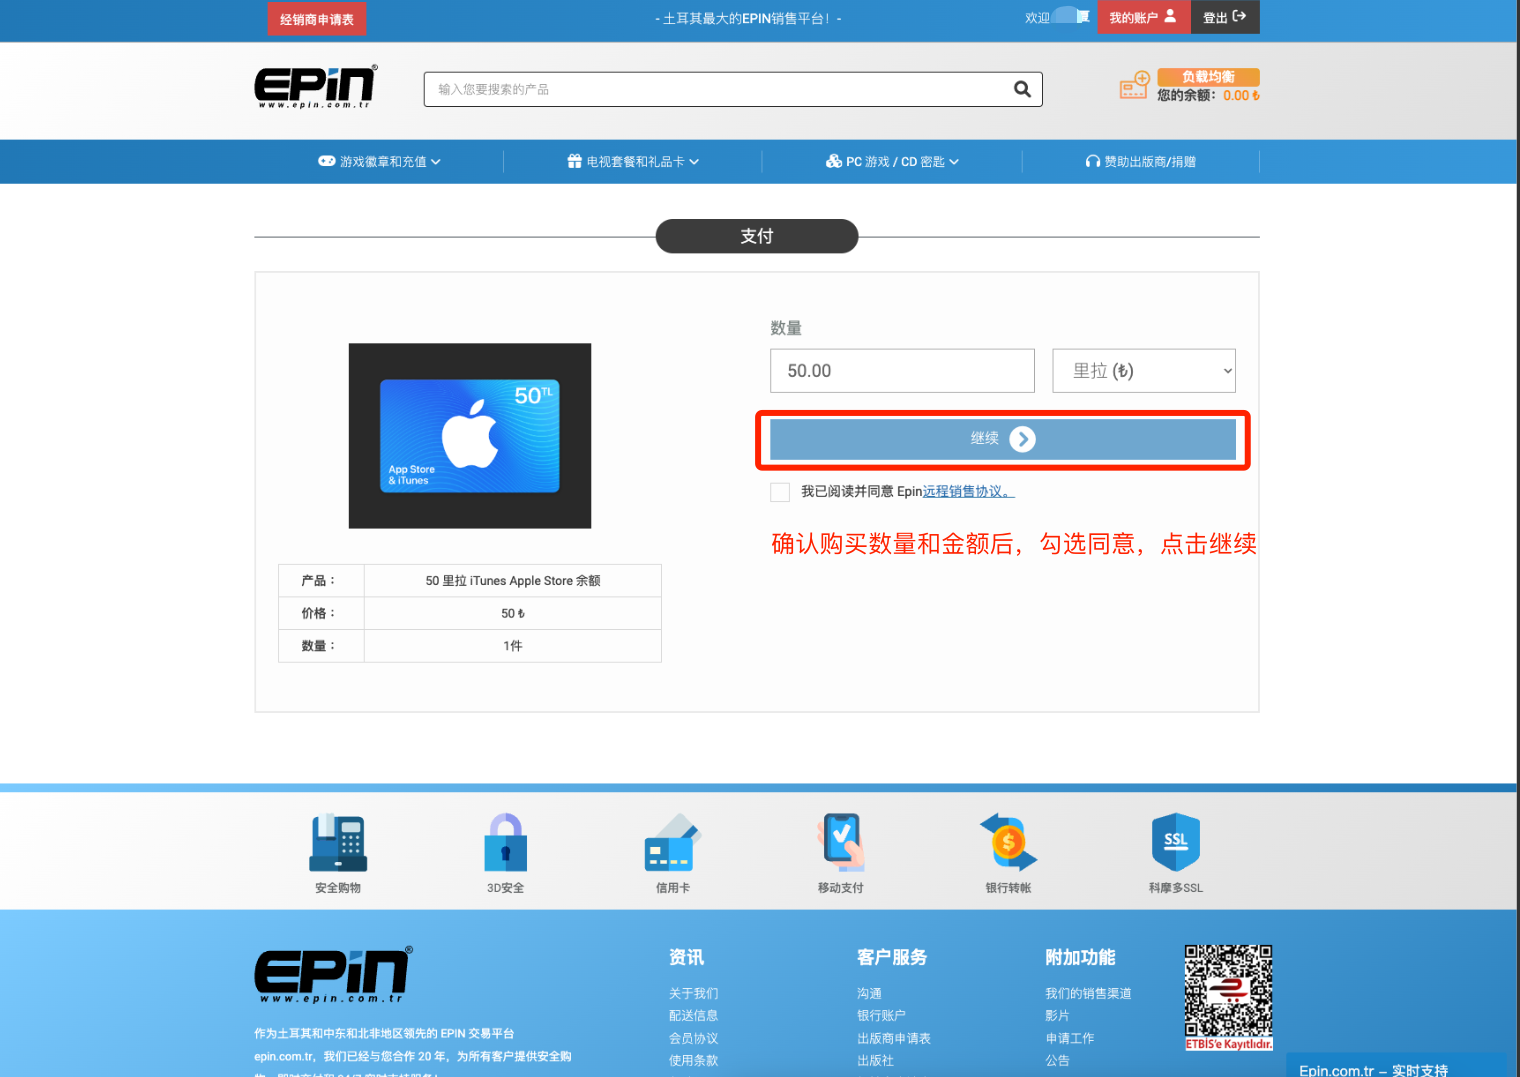 经销商申请表
- 土耳其最大的EPIN销售平台！-
欢迎
我的账户
登出
EPIN®
www.epin.com.tr
输入您要搜索的产品
负载均衡
您的余额： 0.00 ₺
游戏徽章和充值
电视套餐和礼品卡
PC 游戏 / CD 密匙
赞助出版商/捐赠
支付
50TL
App Store
& iTunes
数量
50.00
里拉 (₺)
继续
我已阅读并同意 Epin远程销售协议。
确认购买数量和金额后，勾选同意，点击继续
产品： 50 里拉 iTunes Apple Store 余额
价格： 50 ₺
数量： 1件
安全购物
3D安全
信用卡
移动支付
银行转帐
SSL
科摩多SSL
EPIN®
www.epin.com.tr
作为土耳其和中东和北非地区领先的 EPIN 交易平台
epin.com.tr，我们已经与您合作 20 年，为所有客户提供安全购
资讯
关于我们
配送信息
会员协议
使用条款
客户服务
沟通
银行账户
出版商申请表
出版社
附加功能
我们的销售渠道
影片
申请工作
公告
ETBİS'e Kayıtlıdır.
Epin.com.tr – 实时支持